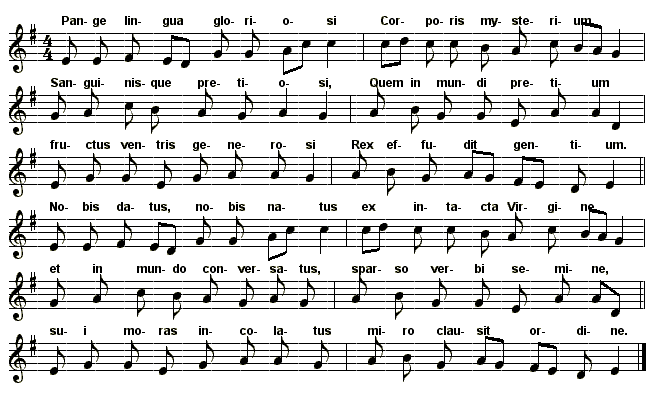 Pan- ge lin- gua glo- ri- o- si Cor- po- ris my- ste- ri- um
San- gui- nis- que pre- ti- o- si, Quem in mun- di pre- ti- um
fru- ctus ven- tris ge- ne- ro- si Rex ef- fu- dit gen- ti- um.
No- bis da- tus, no- bis na- tus ex in- ta- cta Vir- gi- ne
et in mun- do con- ver- sa- tus, spar- so ver- bi se- mi- ne,
su- i mo- ras in- co- la- tus mi- ro clau- sit or- di- ne.